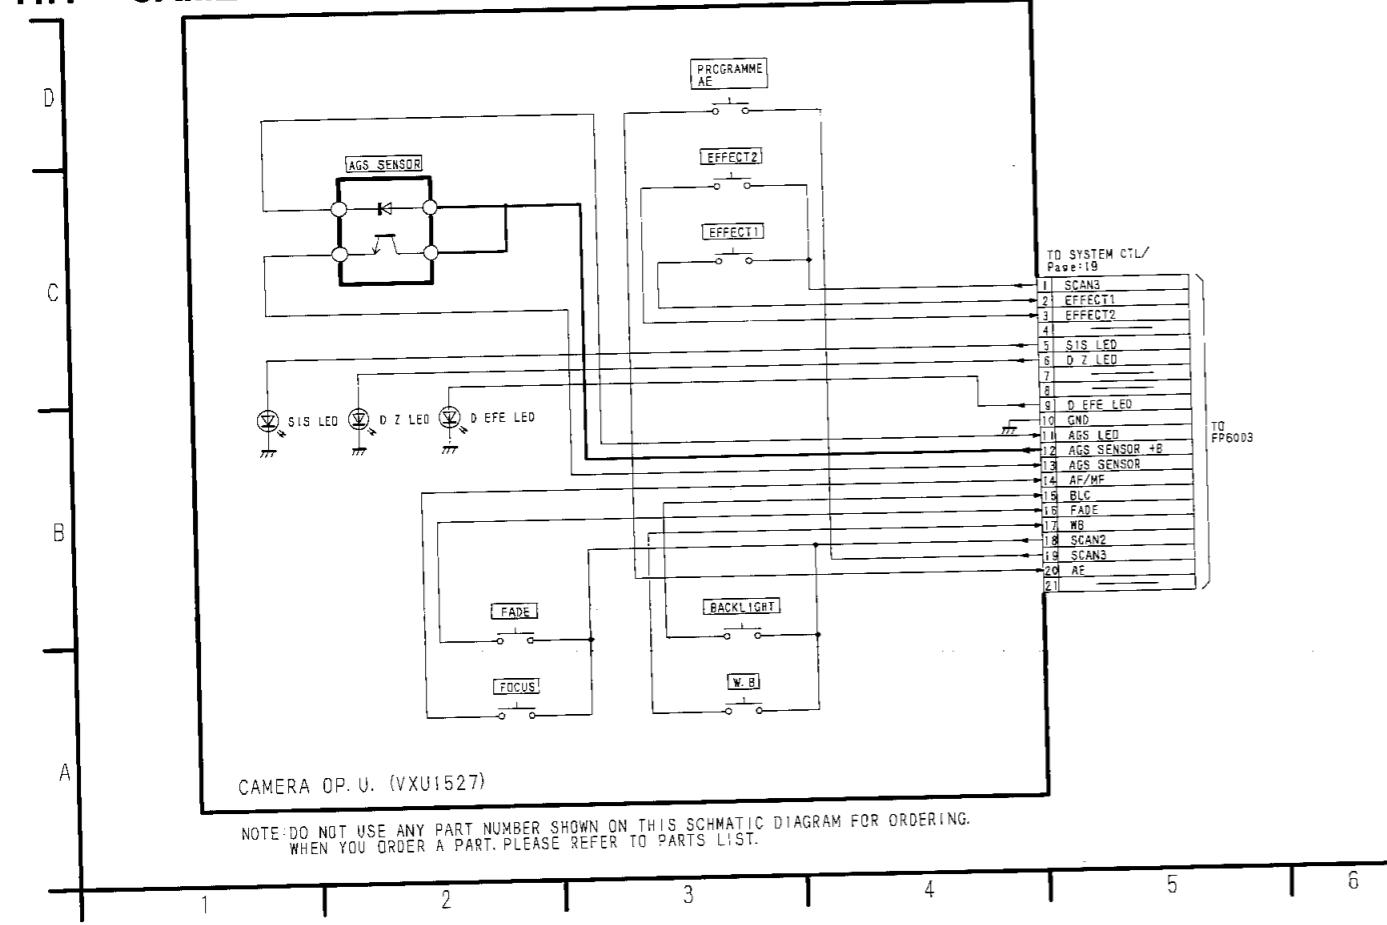 D
C
B
A
PROGRAMME
AE
AGS SENSOR
EFFECT2
EFFECT1
TO SYSTEM CTL/
Page:19
1 SCAN3
2 EFFECT1
3 EFFECT2
4
5 SIS LED
6 D Z LED
7
8
9 D EFE LED
10 GND
11 AGS LED
12 AGS SENSOR +B
13 AGS SENSOR
14 AF/MF
15 BLC
16 FADE
17 WB
18 SCAN2
19 SCAN3
20 AE
21
TO
FP6003
SIS LED
D Z LED
D EFE LED
FADE
BACKLIGHT
FOCUS
W.B
CAMERA OP. U. (VXU1527)
NOTE:DO NOT USE ANY PART NUMBER SHOWN ON THIS SCHMATIC DIAGRAM FOR ORDERING.
WHEN YOU ORDER A PART. PLEASE REFER TO PARTS LIST.
1 2 3 4 5 6